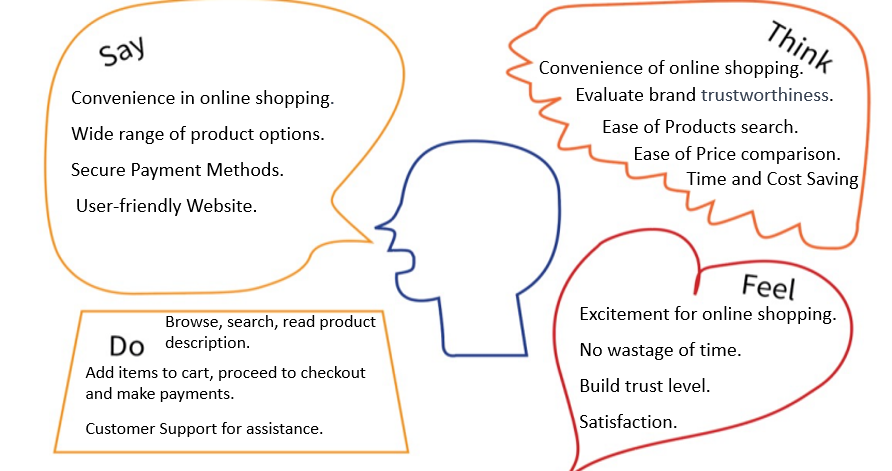 Say
Convenience in online shopping.
Wide range of product options.
Secure Payment Methods.
User-friendly Website.
Think
Convenience of online shopping.
Evaluate brand trustworthiness.
Ease of Products search.
Ease of Price comparison.
Time and Cost Saving
Do
Browse, search, read product
description.
Add items to cart, proceed to checkout
and make payments.
Customer Support for assistance.
Feel
Excitement for online shopping.
No wastage of time.
Build trust level.
Satisfaction.